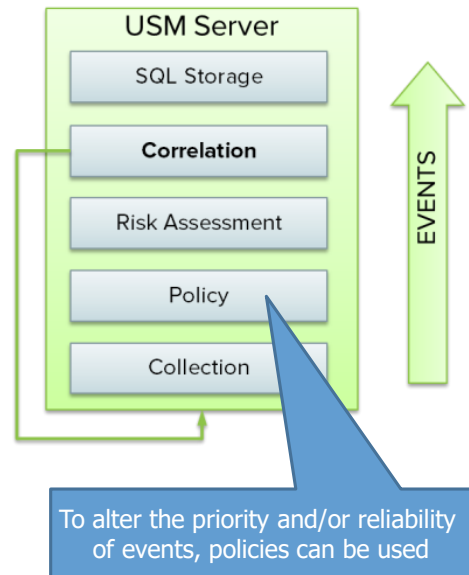 USM Server
SQL Storage
Correlation
Risk Assessment
Policy
Collection
EVENTS
To alter the priority and/or reliability
of events, policies can be used